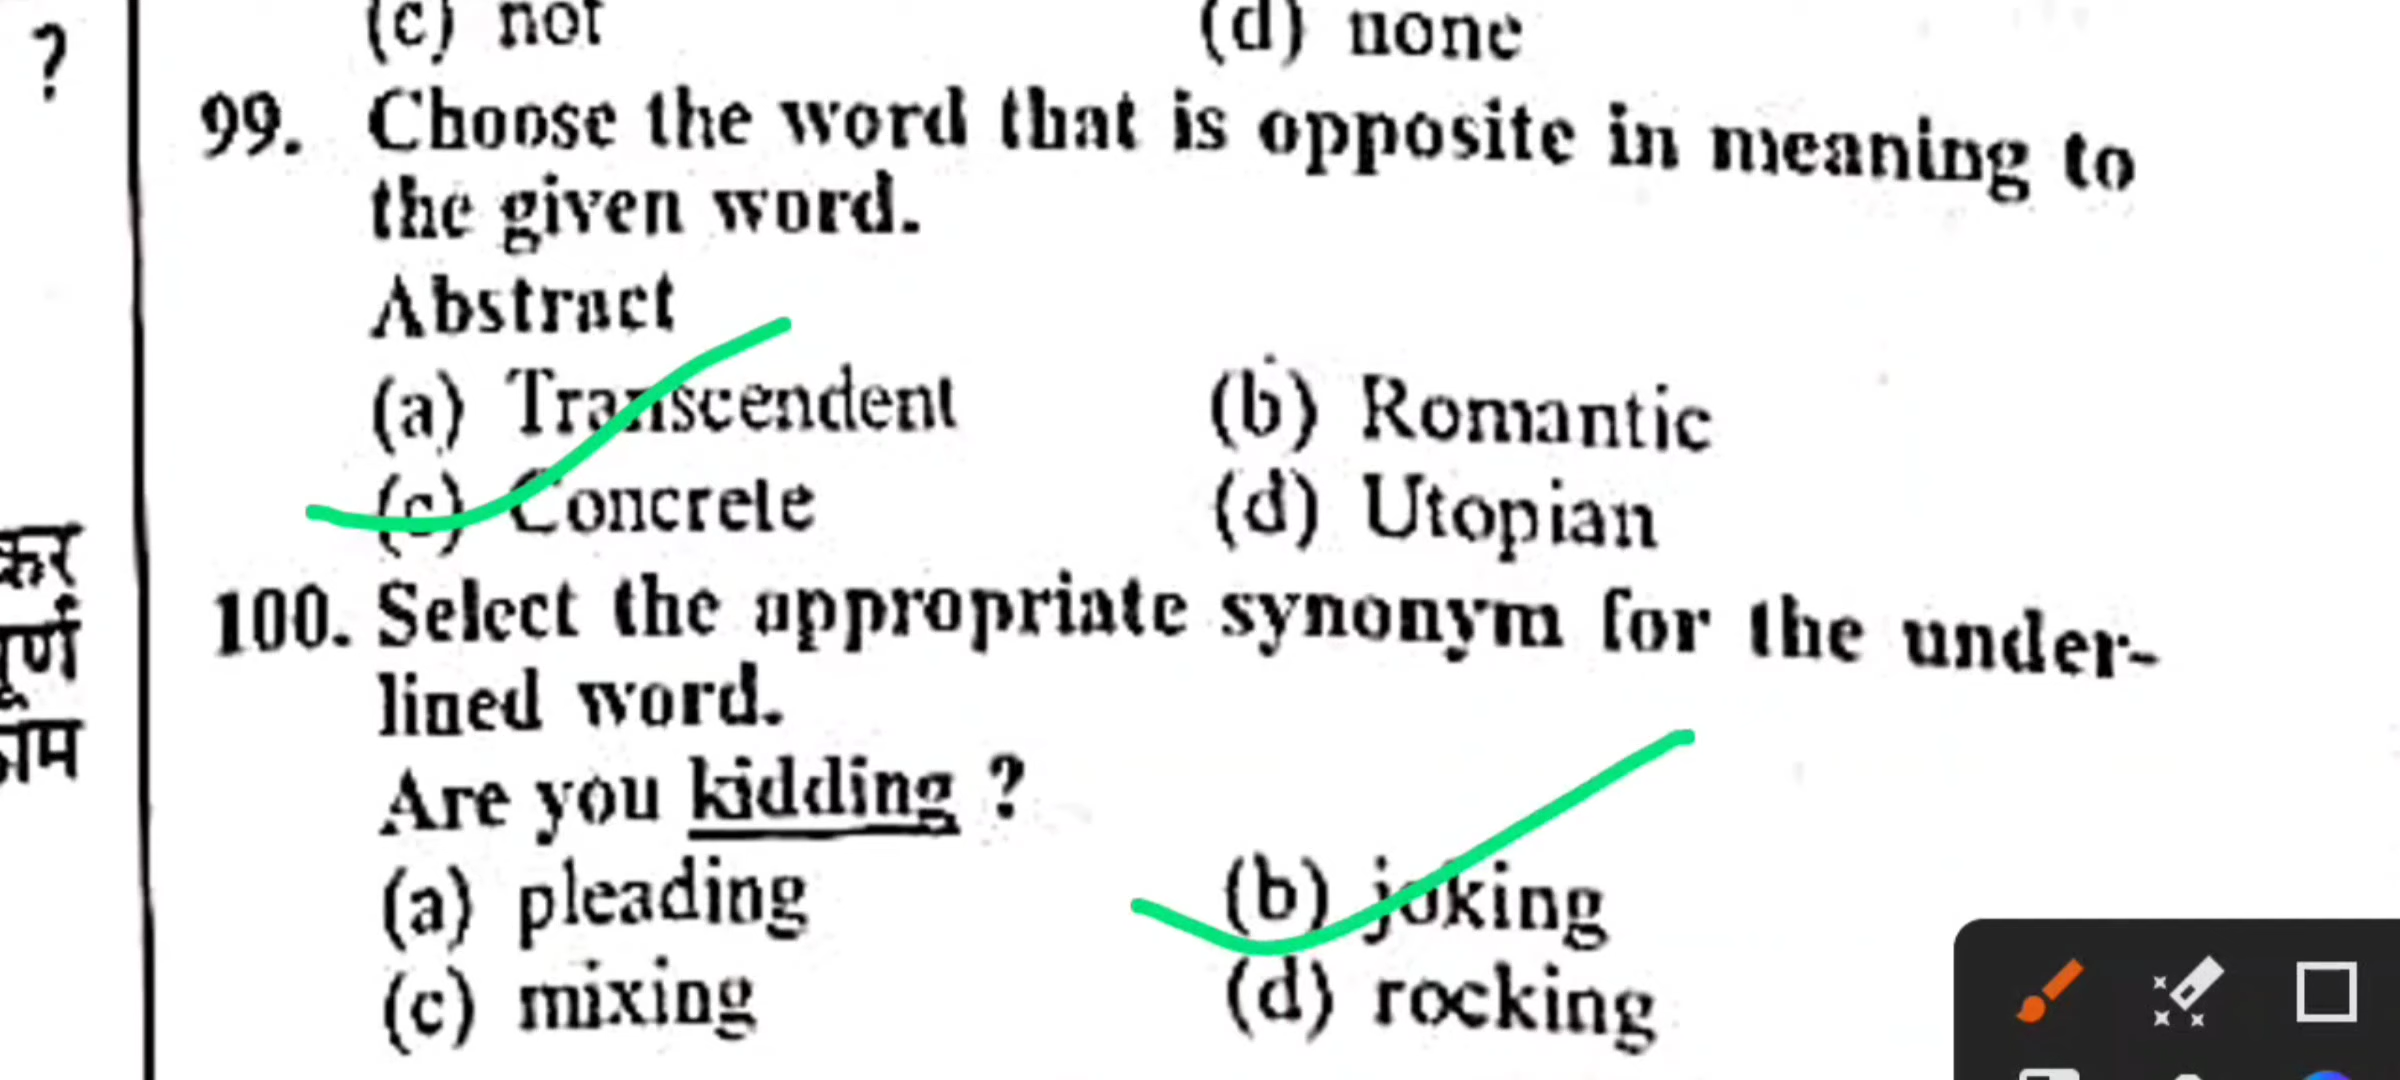 ?
(c) not
(d) none
99. Choose the word that is opposite in meaning to
the given word.
Abstract
(a) Transcendent
(b) Romantic
(c) Concrete
(d) Utopian
कर
100. Select the appropriate synonym for the under-
lined word.
Are you kidding ?
(a) pleading
(b) joking
(c) mixing
(d) rocking